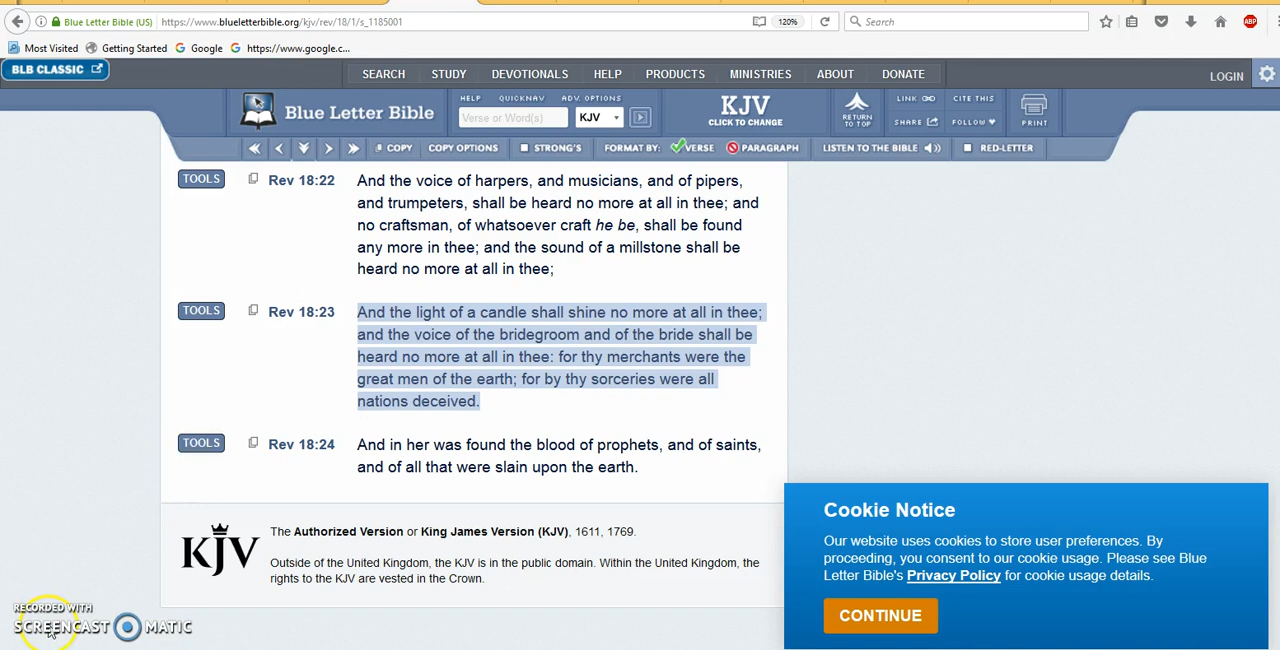 Blue Letter Bible (US) https://www.blueletterbible.org/kjv/rev/18/1/s_1185001 120% Search ABP
Most Visited Getting Started Google https://www.google.c...
BLB CLASSIC SEARCH STUDY DEVOTIONALS HELP PRODUCTS MINISTRIES ABOUT DONATE LOGIN
HELP QUICKNAV ADV. OPTIONS
Blue Letter Bible
Verse or Word(s) KJV
KJV
CLICK TO CHANGE
RETURN
TO TOP
LINK CITE THIS
SHARE FOLLOW
PRINT
COPY COPY OPTIONS STRONG'S FORMAT BY: VERSE PARAGRAPH LISTEN TO THE BIBLE RED-LETTER
TOOLS Rev 18:22 And the voice of harpers, and musicians, and of pipers,
and trumpeters, shall be heard no more at all in thee; and
no craftsman, of whatsoever craft he be, shall be found
any more in thee; and the sound of a millstone shall be
heard no more at all in thee;
TOOLS Rev 18:23 And the light of a candle shall shine no more at all in thee;
and the voice of the bridegroom and of the bride shall be
heard no more at all in thee: for thy merchants were the
great men of the earth; for by thy sorceries were all
nations deceived.
TOOLS Rev 18:24 And in her was found the blood of prophets, and of saints,
and of all that were slain upon the earth.
KJV
The Authorized Version or King James Version (KJV), 1611, 1769.
Outside of the United Kingdom, the KJV is in the public domain. Within the United Kingdom, the
rights to the KJV are vested in the Crown.
Cookie Notice
Our website uses cookies to store user preferences. By
proceeding, you consent to our cookie usage. Please see Blue
Letter Bible's Privacy Policy for cookie usage details.
CONTINUE
RECORDED WITH
SCREENCAST MATIC